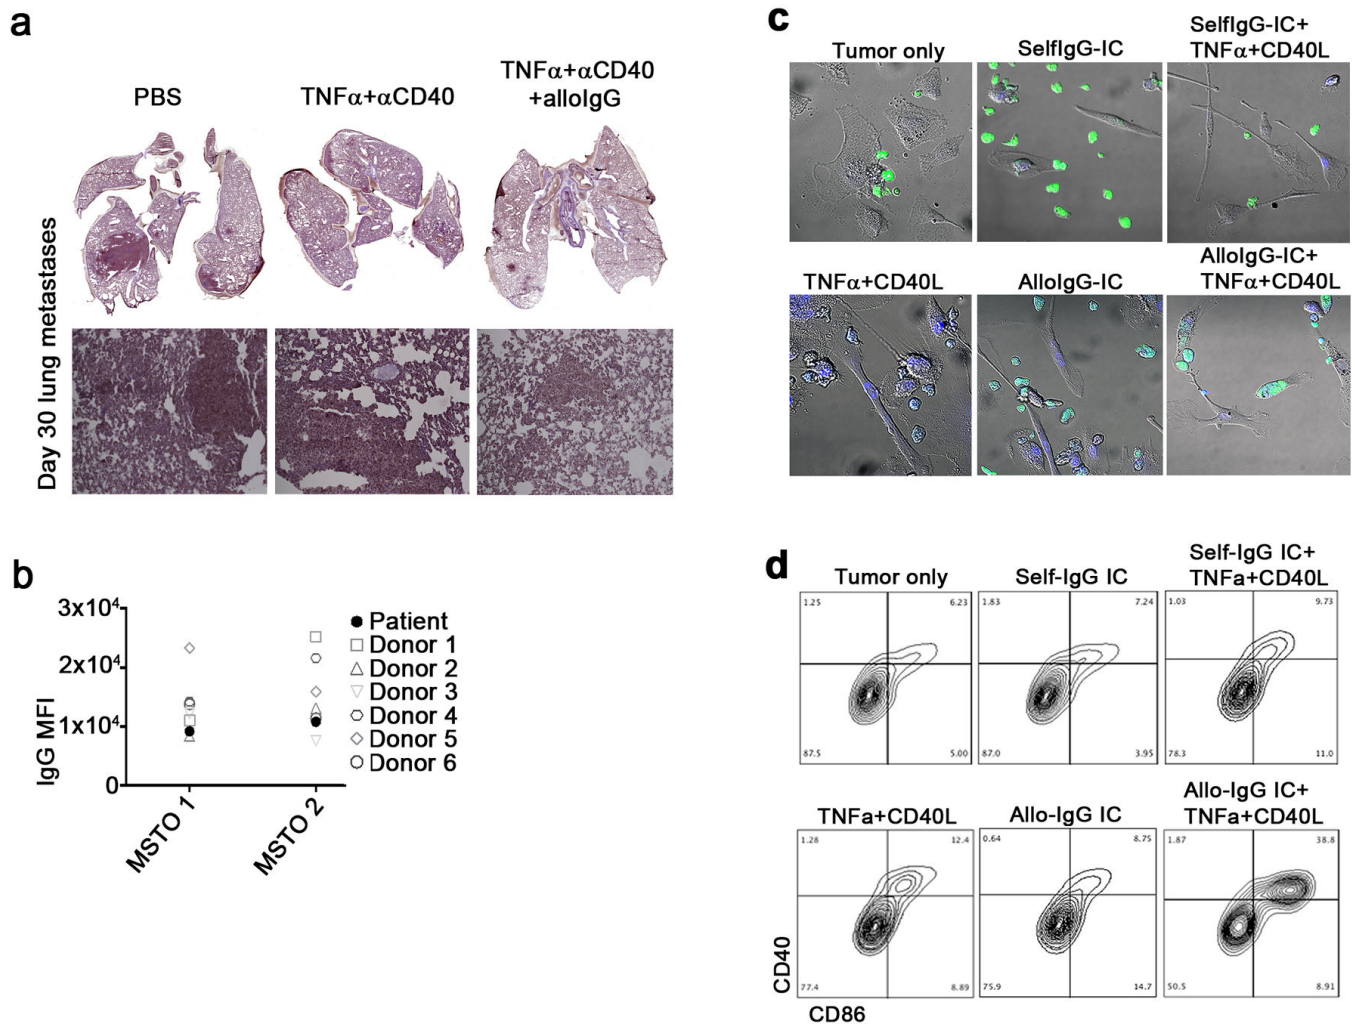 a
PBS
TNFα+αCD40
TNFα+αCD40
+alloIgG
Day 30 lung metastases
b
3x10⁴
2x10⁴
1x10⁴
0
IgG MFI
MSTO 1
MSTO 2
Patient
Donor 1
Donor 2
Donor 3
Donor 4
Donor 5
Donor 6
c
Tumor only
SelfIgG-IC
SelfIgG-IC+
TNFα+CD40L
TNFα+CD40L
AlloIgG-IC
AlloIgG-IC+
TNFα+CD40L
d
Tumor only
1.25
6.23
87.5
5.00
Self-IgG IC
1.83
7.24
87.0
3.95
Self-IgG IC+
TNFa+CD40L
1.03
9.73
78.3
11.0
TNFa+CD40L
1.28
12.4
77.4
8.89
Allo-IgG IC
0.64
8.75
75.9
14.7
Allo-IgG IC+
TNFa+CD40L
1.87
38.8
50.5
8.91
CD40
CD86